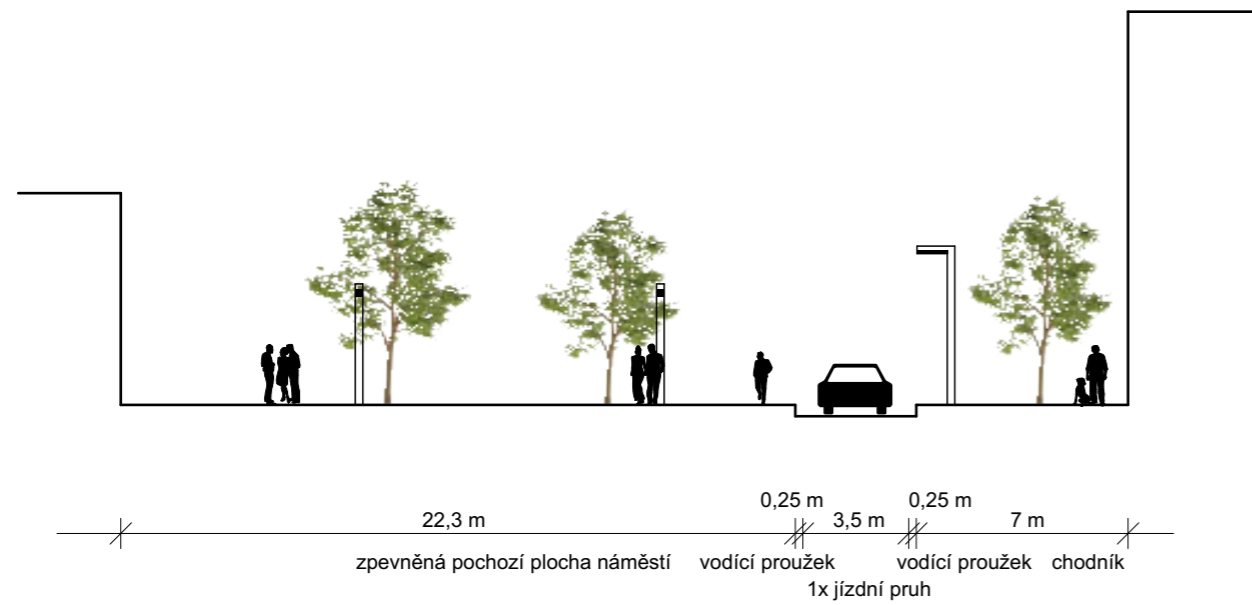 0,25 m 0,25 m
22,3 m 3,5 m 7 m
zpevněná pochozí plocha náměstí vodící proužek vodící proužek chodník
1x jízdní pruh